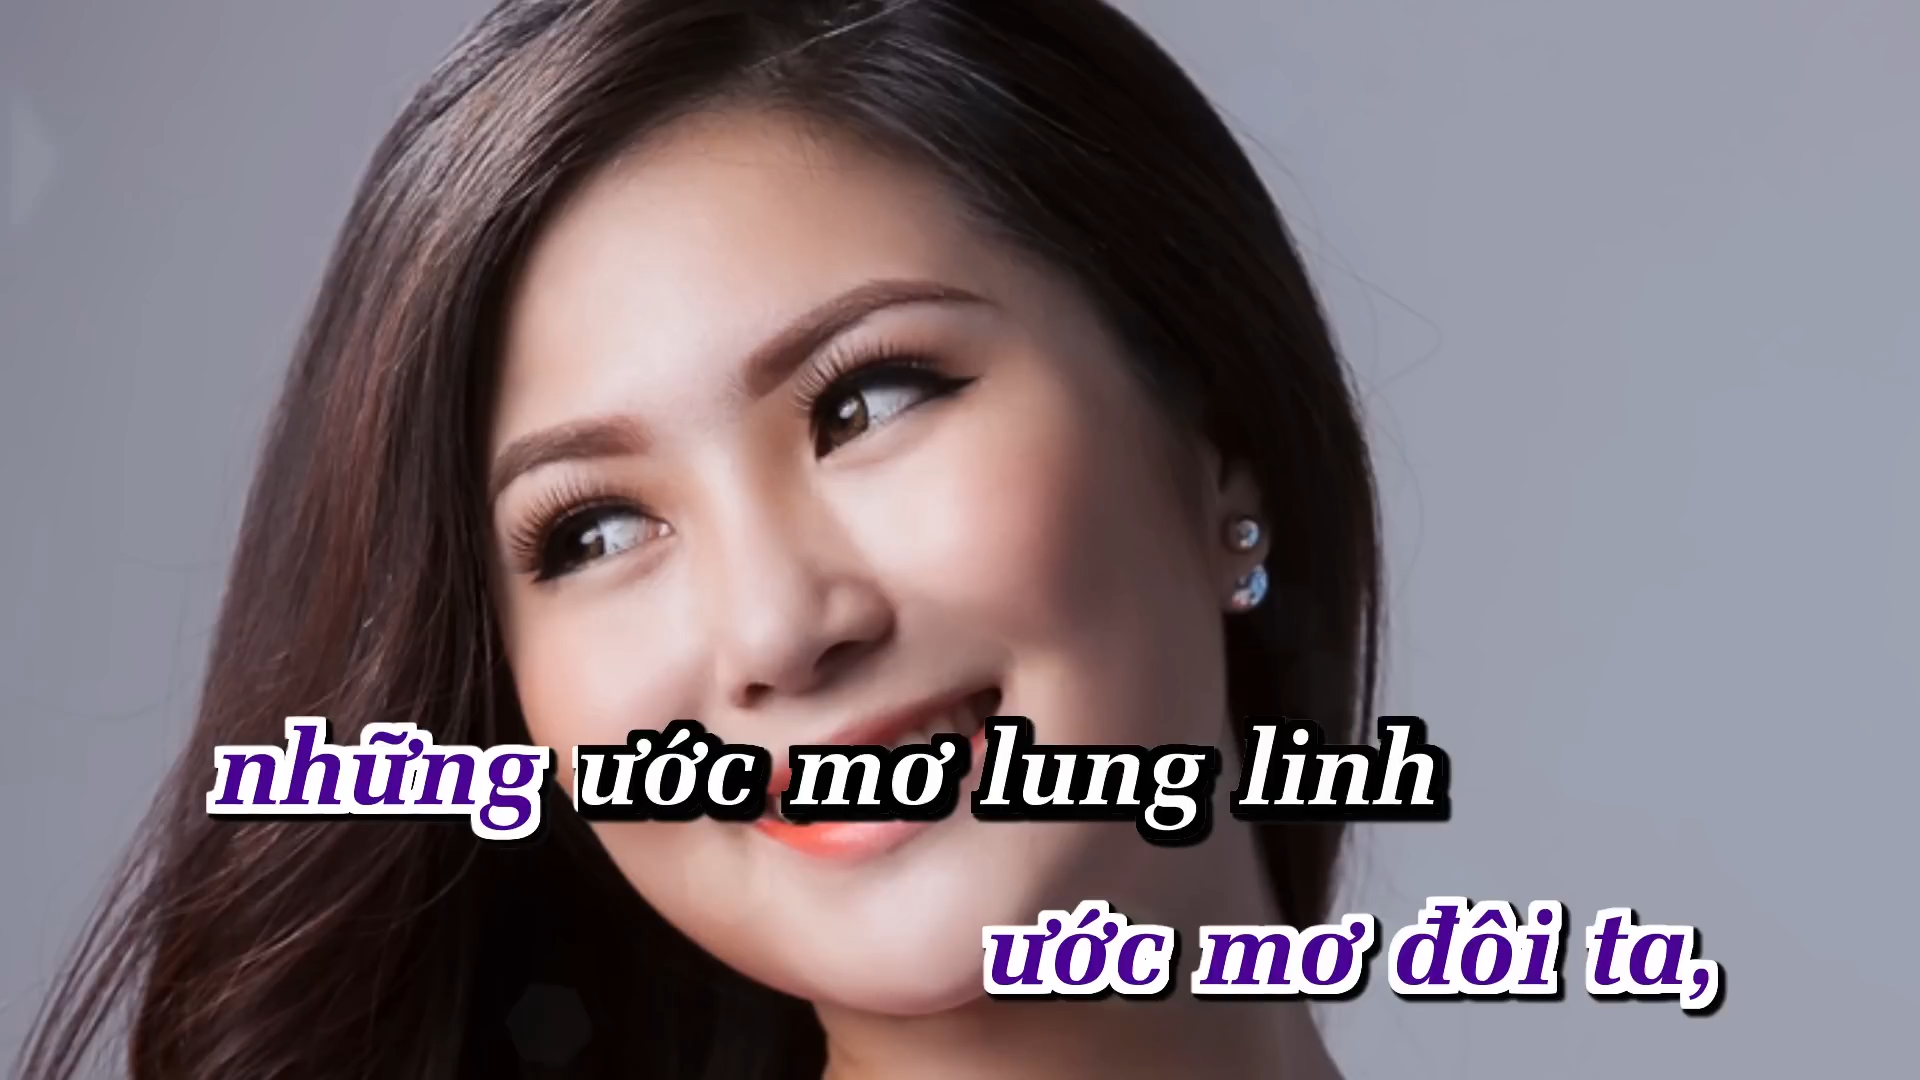 những ước mơ lung linh
ước mơ đôi ta,